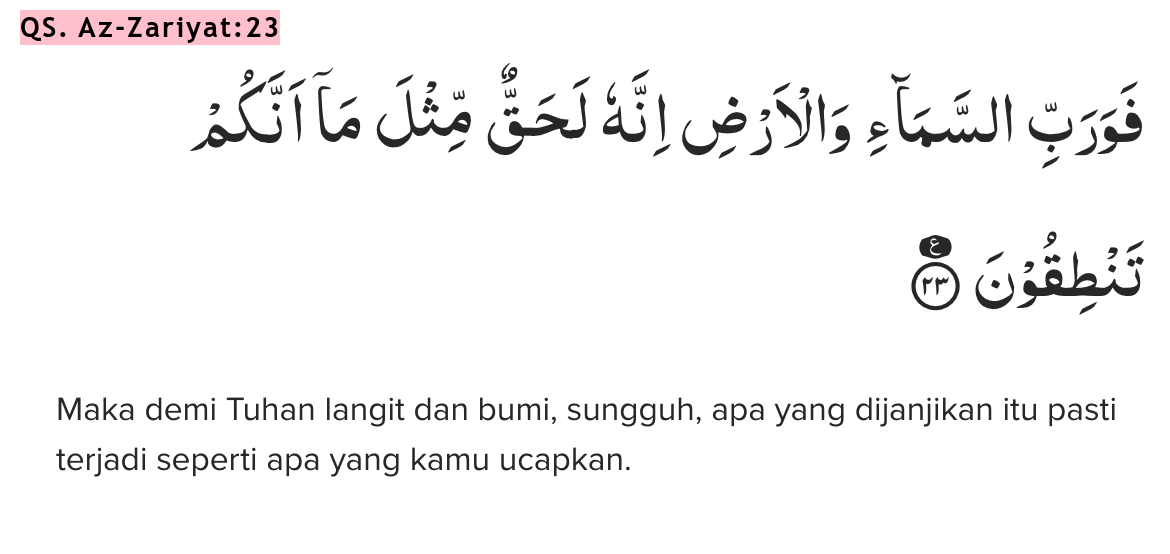 QS. Az-Zariyat:23
فَوَرَبِّ السَّمَاۤءِ وَالْاَرْضِ اِنَّهٗ لَحَقٌّ مِّثْلَ مَآ اَنَّكُمْ
تَنْطِقُوْنَ ࣖ ٢٣
Maka demi Tuhan langit dan bumi, sungguh, apa yang dijanjikan itu pasti
terjadi seperti apa yang kamu ucapkan.